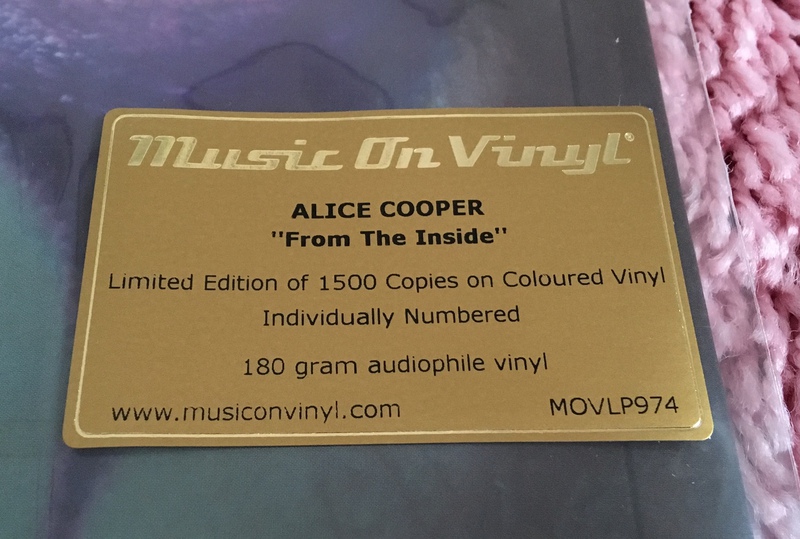 Music On Vinyl®
ALICE COOPER
"From The Inside"
Limited Edition of 1500 Copies on Coloured Vinyl
Individually Numbered
180 gram audiophile vinyl
www.musiconvinyl.com MOVLP974